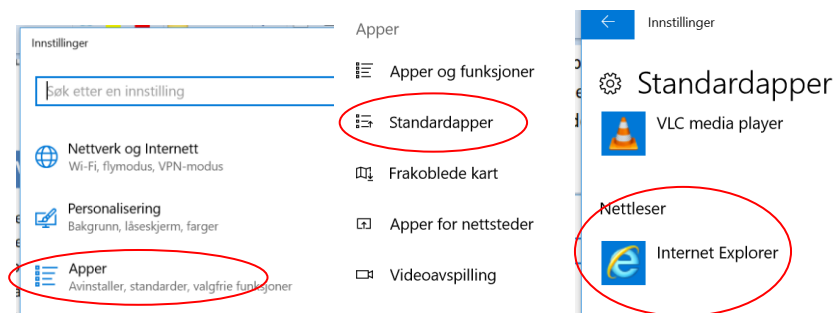 Innstillinger
Søk etter en innstilling
Nettverk og Internett
Wi-Fi, flymodus, VPN-modus
Personalisering
Bakgrunn, låseskjerm, farger
Apper
Avinstaller, standarder, valgfrie funksjoner
Apper
Apper og funksjoner
Standardapper
Frakoblede kart
Apper for nettsteder
Videoavspilling
Innstillinger
Standardapper
VLC media player
Nettleser
Internet Explorer